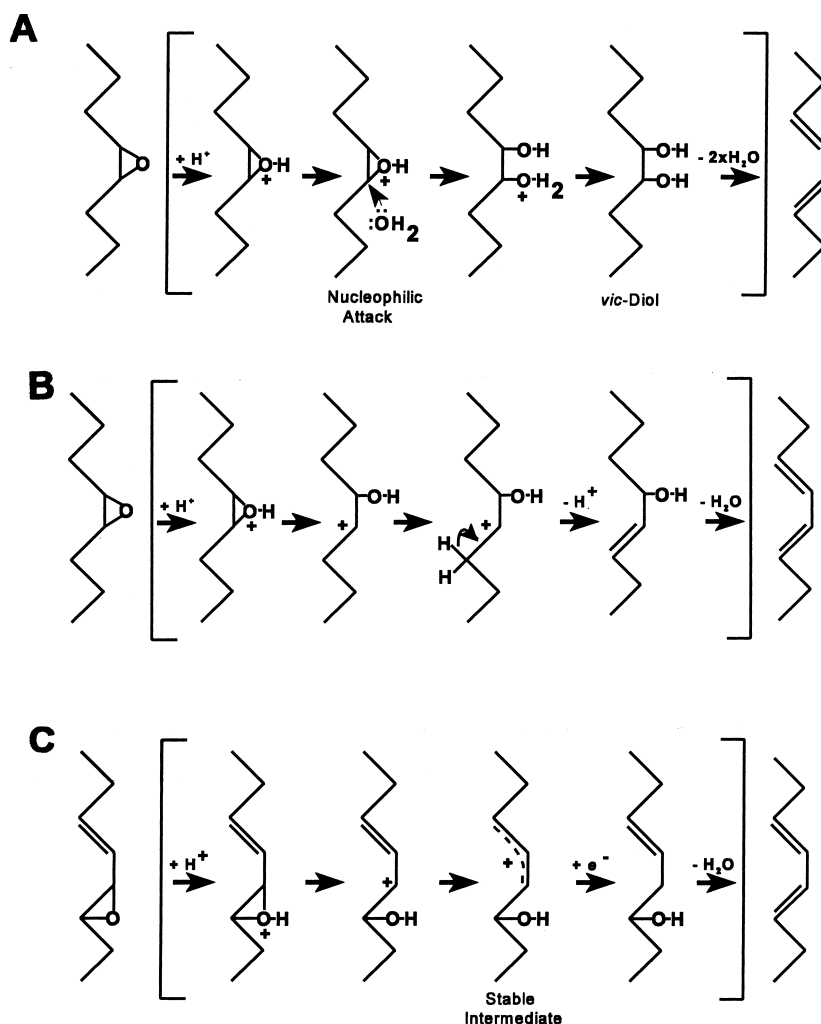 A
O
+ H⁺
O-H
+
O-H
+
:ÖH2
Nucleophilic
Attack
O-H
O-H2
+
O-H
O-H
vic-Diol
- 2xH₂O
B
O
+ H⁺
O-H
+
O-H
+
O-H
+
H
H
- H⁺
O-H
- H₂O
C
O
+ H⁺
O-H
+
+
O-H
+
O-H
Stable
Intermediate
+ e⁻
O-H
- H₂O